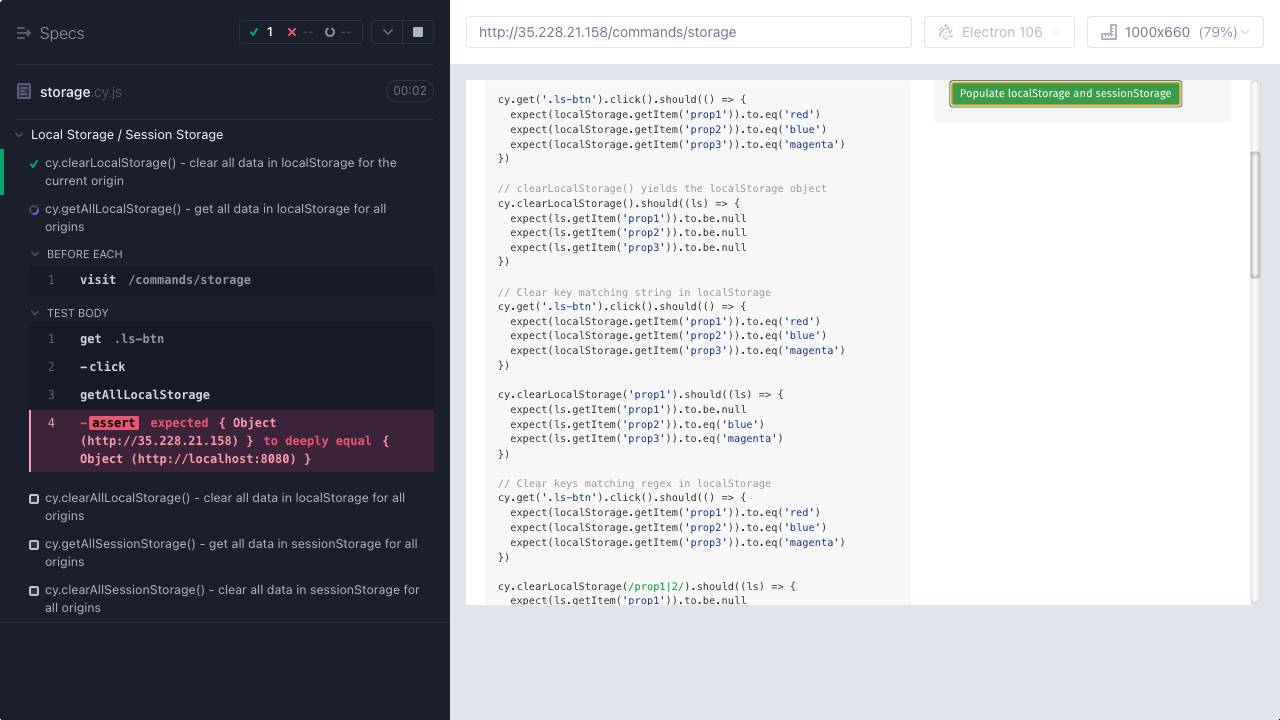 Specs
1
--
--
storage.cy.js
00:02
Local Storage / Session Storage
cy.clearLocalStorage() - clear all data in localStorage for the
current origin
cy.getAllLocalStorage() - get all data in localStorage for all
origins
BEFORE EACH
1 visit /commands/storage
TEST BODY
1 get .ls-btn
2 -click
3 getAllLocalStorage
4 -assert expected { Object
(http://35.228.21.158) } to deeply equal {
Object (http://localhost:8080) }
cy.clearAllLocalStorage() - clear all data in localStorage for all
origins
cy.getAllSessionStorage() - get all data in sessionStorage for all
origins
cy.clearAllSessionStorage() - clear all data in sessionStorage for
all origins
http://35.228.21.158/commands/storage
Electron 106
1000x660 (79%)
cy.get('.ls-btn').click().should(() => {
  expect(localStorage.getItem('prop1')).to.eq('red')
  expect(localStorage.getItem('prop2')).to.eq('blue')
  expect(localStorage.getItem('prop3')).to.eq('magenta')
})
// clearLocalStorage() yields the localStorage object
cy.clearLocalStorage().should((ls) => {
  expect(ls.getItem('prop1')).to.be.null
  expect(ls.getItem('prop2')).to.be.null
  expect(ls.getItem('prop3')).to.be.null
})
// Clear key matching string in localStorage
cy.get('.ls-btn').click().should(() => {
  expect(localStorage.getItem('prop1')).to.eq('red')
  expect(localStorage.getItem('prop2')).to.eq('blue')
  expect(localStorage.getItem('prop3')).to.eq('magenta')
})
cy.clearLocalStorage('prop1').should((ls) => {
  expect(ls.getItem('prop1')).to.be.null
  expect(ls.getItem('prop2')).to.eq('blue')
  expect(ls.getItem('prop3')).to.eq('magenta')
})
// Clear keys matching regex in localStorage
cy.get('.ls-btn').click().should(() => {
  expect(localStorage.getItem('prop1')).to.eq('red')
  expect(localStorage.getItem('prop2')).to.eq('blue')
  expect(localStorage.getItem('prop3')).to.eq('magenta')
})
cy.clearLocalStorage(/prop1|2/).should((ls) => {
  expect(ls.getItem('prop1')).to.be.null
Populate localStorage and sessionStorage